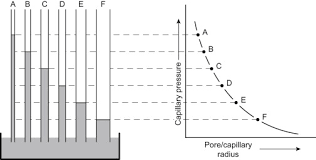 A B C D E F
Capillary pressure
A
B
C
D
E
F
Pore/capillary
radius